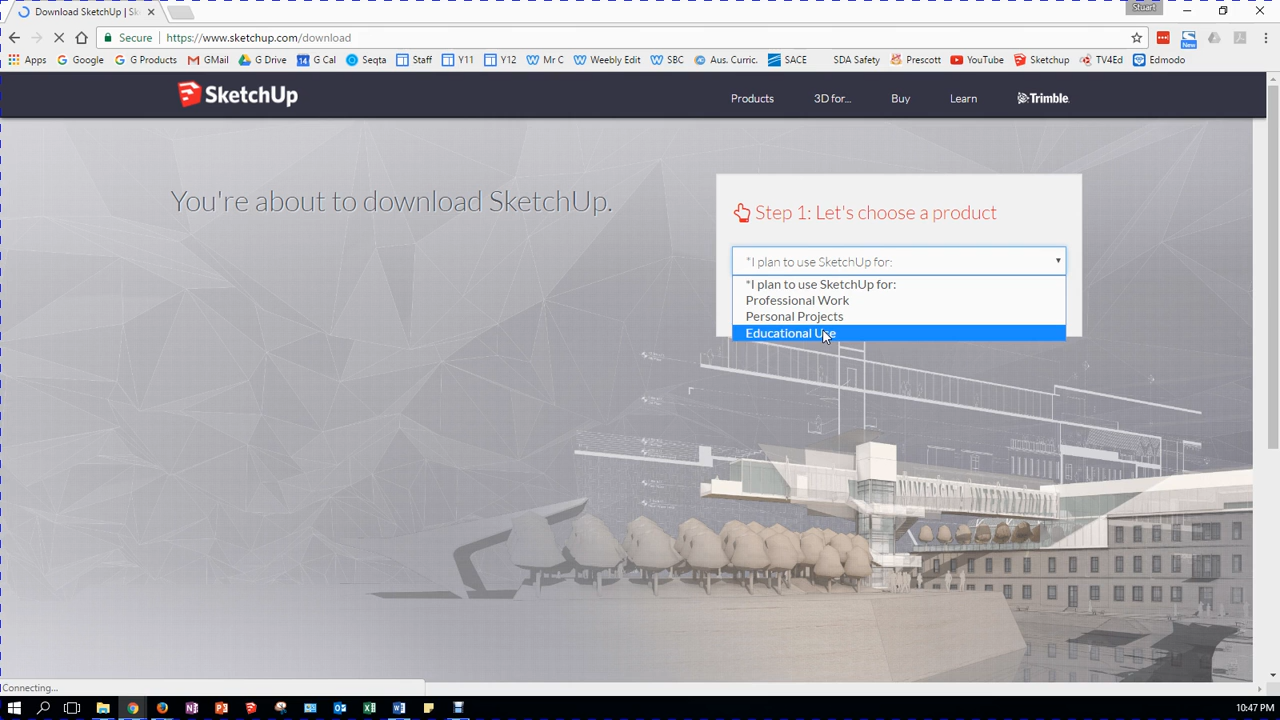 Download SketchUp | Sk
Stuart
Secure
https://www.sketchup.com/download
New
Apps
Google
G Products
GMail
G Drive
G Cal
Seqta
Staff
Y11
Y12
Mr C
Weebly Edit
SBC
Aus. Curric.
SACE
SDA Safety
Prescott
YouTube
Sketchup
TV4Ed
Edmodo
SketchUp
Products
3D for...
Buy
Learn
Trimble
You're about to download SketchUp.
Step 1: Let's choose a product
*I plan to use SketchUp for:
*I plan to use SketchUp for:
Professional Work
Personal Projects
Educational Use
Connecting...
10:47 PM